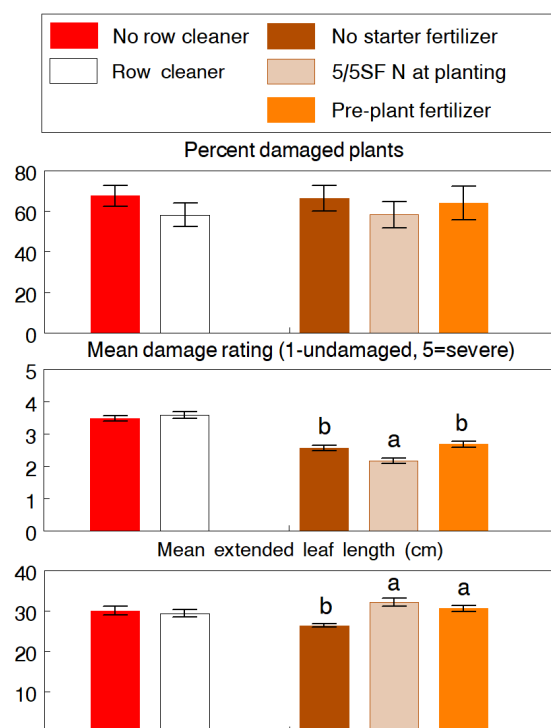 No row cleaner
No starter fertilizer
Row cleaner
5/5SF N at planting
Pre-plant fertilizer
Percent damaged plants
80
60
40
20
0
Mean damage rating (1-undamaged, 5=severe)
5
4
3
2
1
0
b
a
b
Mean extended leaf length (cm)
40
30
20
10
b
a
a